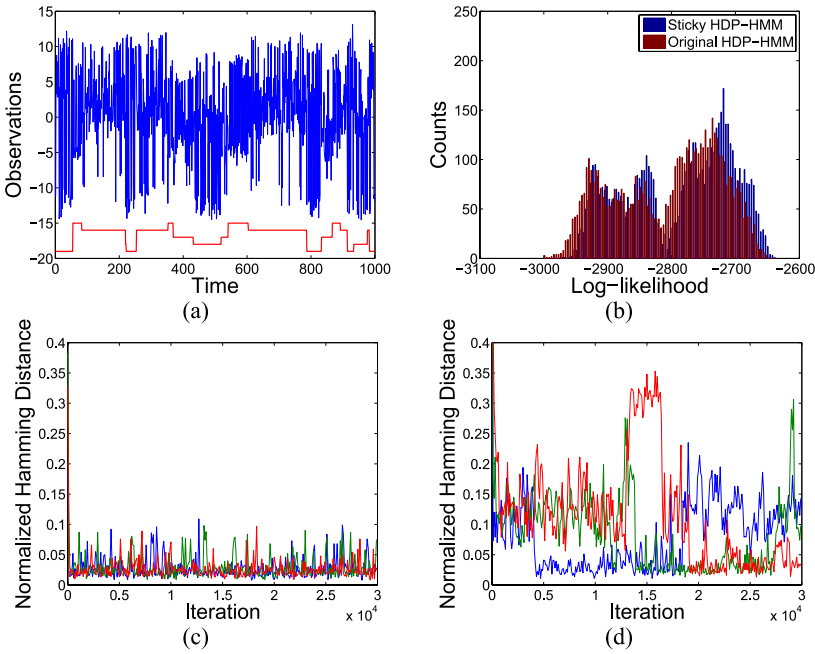 15
10
5
0
−5
−10
−15
−20
Observations
0 200 400 600 800 1000
Time
(a)
250
200
150
100
50
0
Counts
Sticky HDP−HMM
Original HDP−HMM
−3100 −3000 −2900 −2800 −2700 −2600
Log−likelihood
(b)
0.4
0.35
0.3
0.25
0.2
0.15
0.1
0.05
0
Normalized Hamming Distance
0 0.5 1 1.5 2 2.5 3
Iteration
x 10^4
(c)
0.4
0.35
0.3
0.25
0.2
0.15
0.1
0.05
0
Normalized Hamming Distance
0 0.5 1 1.5 2 2.5 3
Iteration
x 10^4
(d)